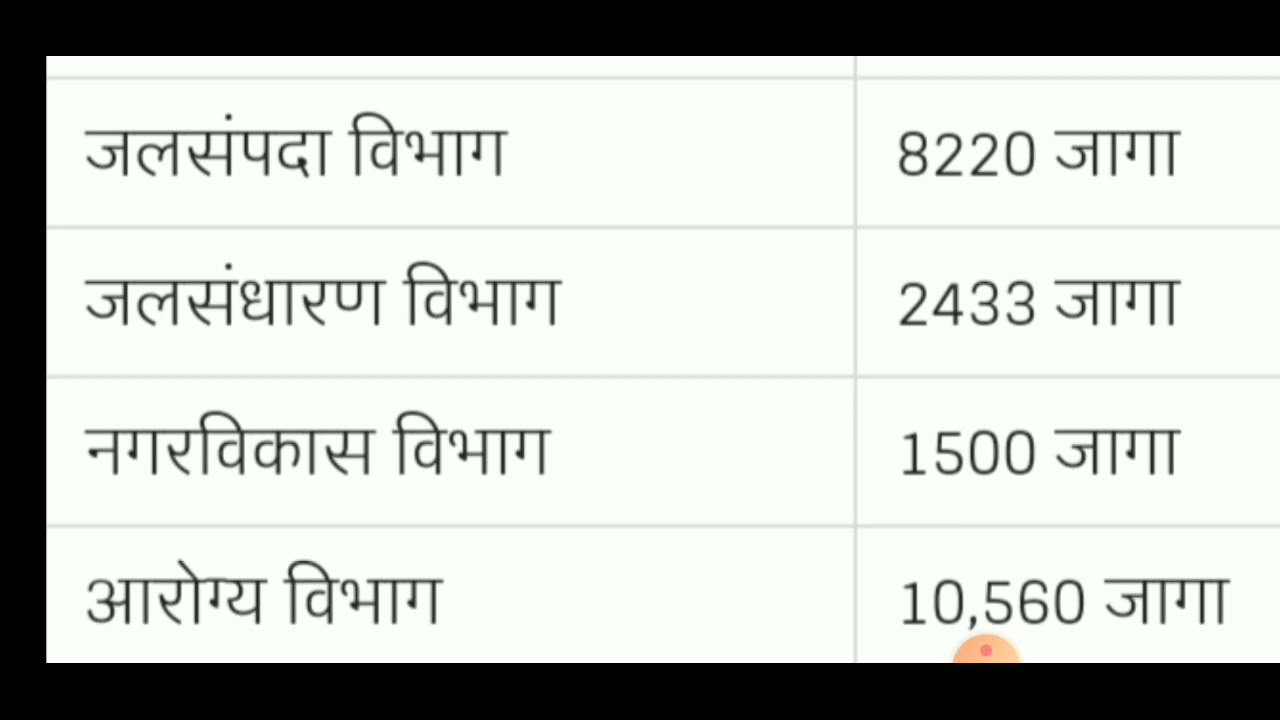 जलसंपदा विभाग 8220 जागा
जलसंधारण विभाग 2433 जागा
नगरविकास विभाग 1500 जागा
आरोग्य विभाग 10,560 जागा